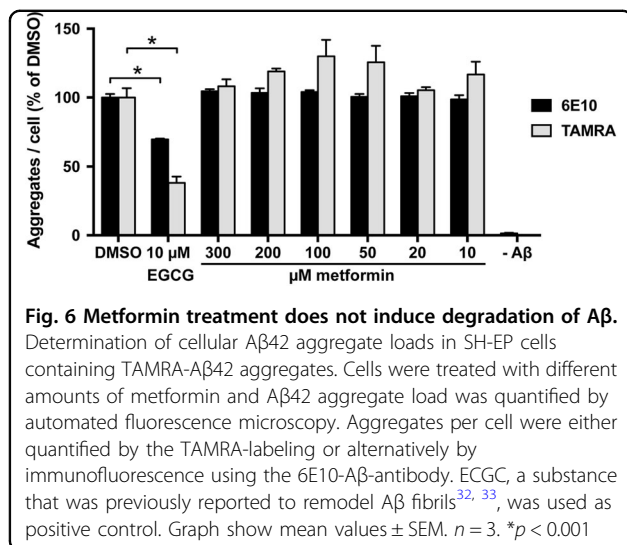 150
100
50
0
Aggregates / cell (% of DMSO)
*
*
6E10
TAMRA
DMSO 10 µM 300 200 100 50 20 10 - Aβ
EGCG µM metformin
Fig. 6 Metformin treatment does not induce degradation of Aβ.
Determination of cellular Aβ42 aggregate loads in SH-EP cells
containing TAMRA-Aβ42 aggregates. Cells were treated with different
amounts of metformin and Aβ42 aggregate load was quantified by
automated fluorescence microscopy. Aggregates per cell were either
quantified by the TAMRA-labeling or alternatively by
immunofluorescence using the 6E10-Aβ-antibody. ECGC, a substance
that was previously reported to remodel Aβ fibrils32, 33, was used as
positive control. Graph show mean values ± SEM. n = 3. *p < 0.001